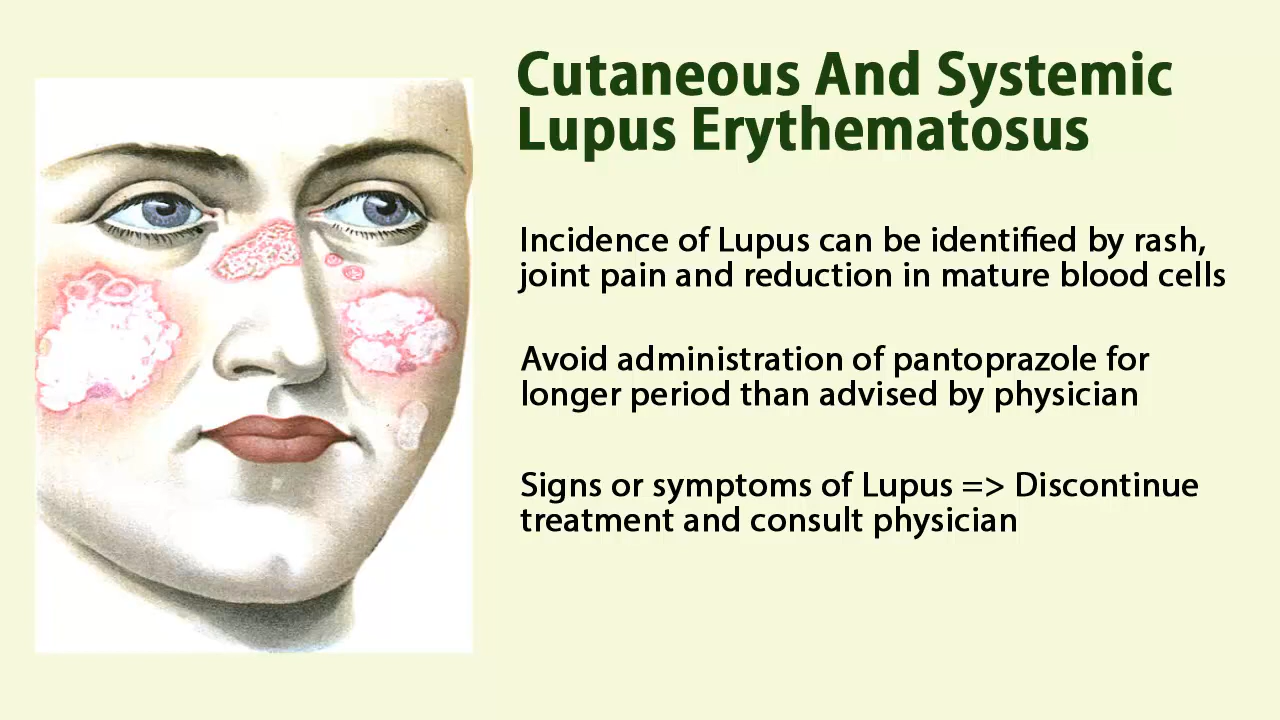 Cutaneous And Systemic
Lupus Erythematosus
Incidence of Lupus can be identified by rash,
joint pain and reduction in mature blood cells
Avoid administration of pantoprazole for
longer period than advised by physician
Signs or symptoms of Lupus => Discontinue
treatment and consult physician